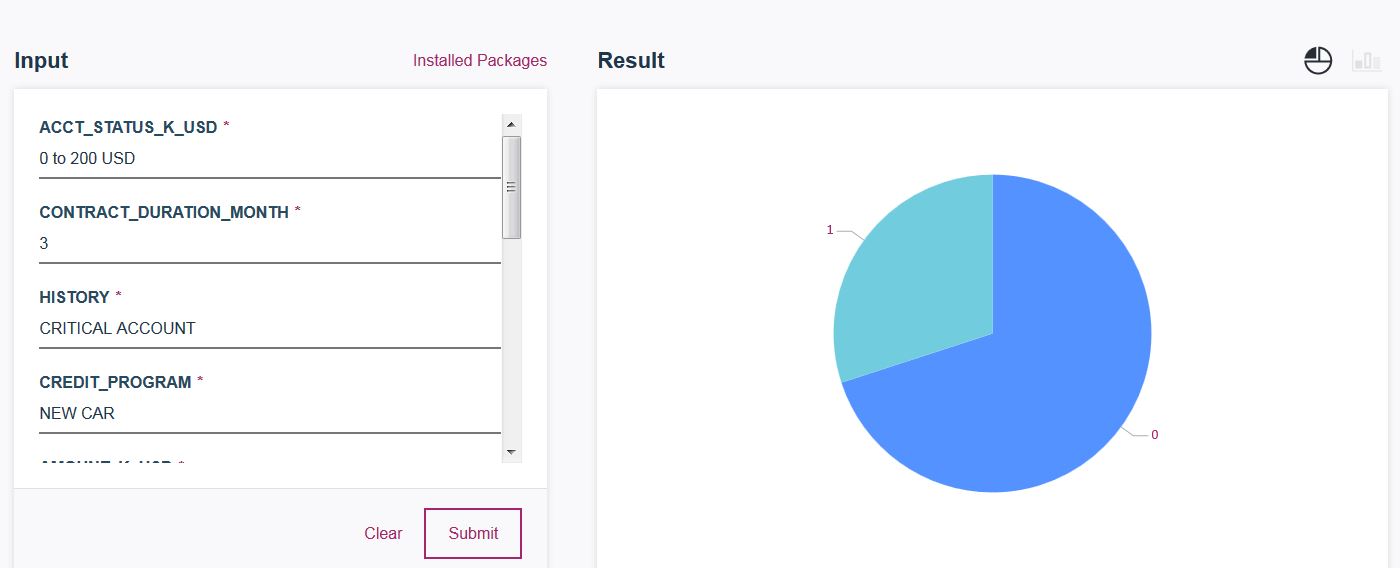 Input
Installed Packages
ACCT_STATUS_K_USD *
0 to 200 USD
CONTRACT_DURATION_MONTH *
3
HISTORY *
CRITICAL ACCOUNT
CREDIT_PROGRAM *
NEW CAR
Clear
Submit
Result
1
0